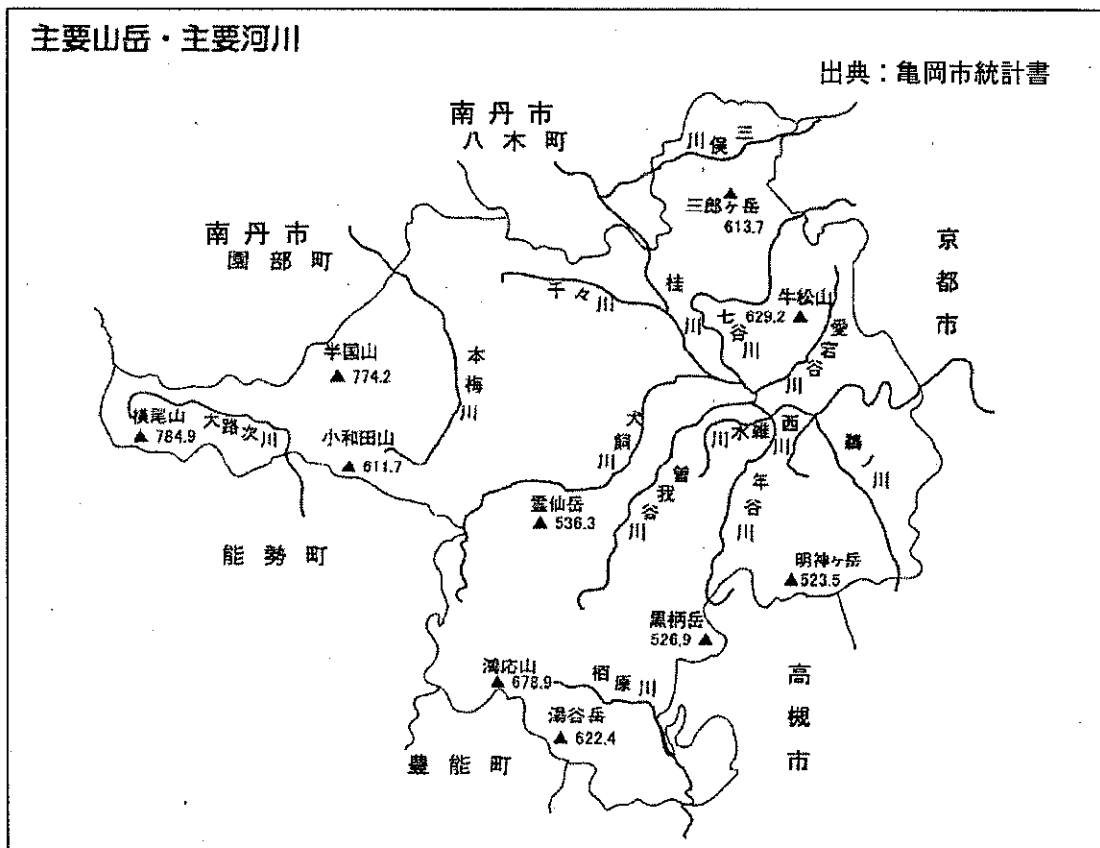 主要山岳・主要河川
出典：亀岡市統計書
南丹市
八木町
三俣川
三郎ヶ岳
613.7
南丹市
園部町
京都市
千々川
桂川
七谷川
牛松山
629.2
愛宕谷川
半国山
774.2
本梅川
横尾山
784.9
大路次川
小和田山
611.7
犬飼川
曽我谷川
雑水川
西川
鵜ノ川
年谷川
霊仙岳
536.3
能勢町
明神ヶ岳
523.5
黒柄岳
526.9
鴻応山
678.9
栢原川
湯谷岳
622.4
高槻市
豊能町